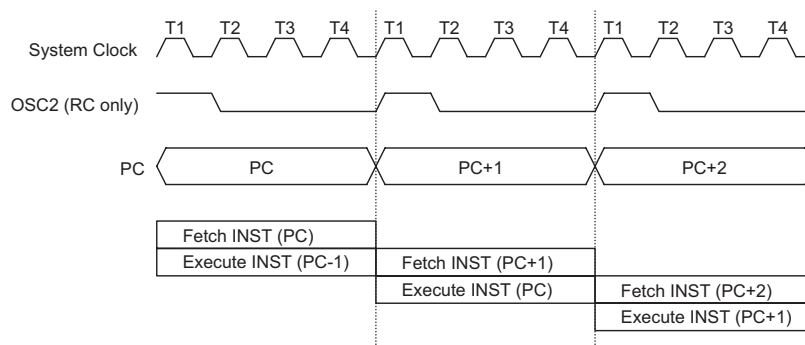 T1 T2 T3 T4 T1 T2 T3 T4 T1 T2 T3 T4
System Clock
OSC2 (RC only)
PC PC PC+1 PC+2
Fetch INST (PC)
Execute INST (PC-1) Fetch INST (PC+1)
Execute INST (PC) Fetch INST (PC+2)
Execute INST (PC+1)